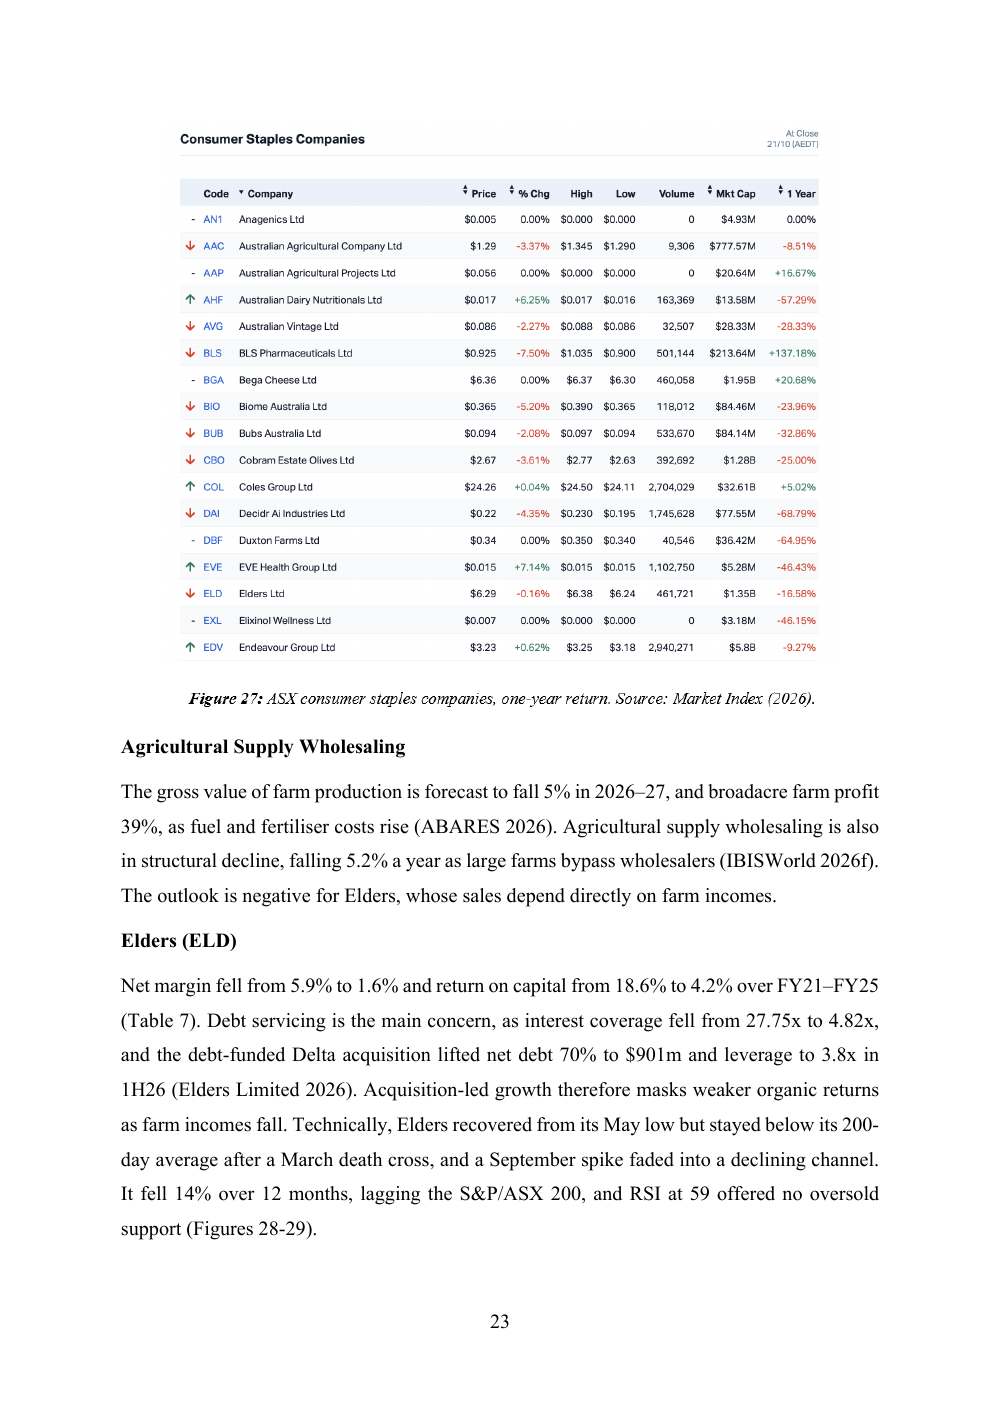 Consumer Staples Companies
At Close
21/10 (AEDT)
Code Company Price % Chg High Low Volume Mkt Cap 1 Year
- AN1 Anagenics Ltd $0.005 0.00% $0.000 $0.000 0 $4.93M 0.00%
↓ AAC Australian Agricultural Company Ltd $1.29 -3.37% $1.345 $1.290 9,306 $777.57M -8.51%
- AAP Australian Agricultural Projects Ltd $0.056 0.00% $0.000 $0.000 0 $20.64M +16.67%
↑ AHF Australian Dairy Nutritionals Ltd $0.017 +6.25% $0.017 $0.016 163,369 $13.58M -57.29%
↓ AVG Australian Vintage Ltd $0.086 -2.27% $0.088 $0.086 32,507 $28.33M -28.33%
↓ BLS BLS Pharmaceuticals Ltd $0.925 -7.50% $1.035 $0.900 501,144 $213.64M +137.18%
- BGA Bega Cheese Ltd $6.36 0.00% $6.37 $6.30 460,058 $1.95B +20.68%
↓ BIO Biome Australia Ltd $0.365 -5.20% $0.390 $0.365 118,012 $84.46M -23.96%
↓ BUB Bubs Australia Ltd $0.094 -2.08% $0.097 $0.094 533,670 $84.14M -32.86%
↓ CBO Cobram Estate Olives Ltd $2.67 -3.61% $2.77 $2.63 392,692 $1.28B -25.00%
↑ COL Coles Group Ltd $24.26 +0.04% $24.50 $24.11 2,704,029 $32.61B +5.02%
↓ DAI Decidr Ai Industries Ltd $0.22 -4.35% $0.230 $0.195 1,745,628 $77.55M -68.79%
- DBF Duxton Farms Ltd $0.34 0.00% $0.350 $0.340 40,546 $36.42M -64.95%
↑ EVE EVE Health Group Ltd $0.015 +7.14% $0.015 $0.015 1,102,750 $5.28M -46.43%
↓ ELD Elders Ltd $6.29 -0.16% $6.38 $6.24 461,721 $1.35B -16.58%
- EXL Elixinol Wellness Ltd $0.007 0.00% $0.000 $0.000 0 $3.18M -46.15%
↑ EDV Endeavour Group Ltd $3.23 +0.62% $3.25 $3.18 2,940,271 $5.8B -9.27%
Figure 27: ASX consumer staples companies, one-year return. Source: Market Index (2026).
Agricultural Supply Wholesaling
The gross value of farm production is forecast to fall 5% in 2026–27, and broadacre farm profit
39%, as fuel and fertiliser costs rise (ABARES 2026). Agricultural supply wholesaling is also
in structural decline, falling 5.2% a year as large farms bypass wholesalers (IBISWorld 2026f).
The outlook is negative for Elders, whose sales depend directly on farm incomes.
Elders (ELD)
Net margin fell from 5.9% to 1.6% and return on capital from 18.6% to 4.2% over FY21–FY25
(Table 7). Debt servicing is the main concern, as interest coverage fell from 27.75x to 4.82x,
and the debt-funded Delta acquisition lifted net debt 70% to $901m and leverage to 3.8x in
1H26 (Elders Limited 2026). Acquisition-led growth therefore masks weaker organic returns
as farm incomes fall. Technically, Elders recovered from its May low but stayed below its 200-
day average after a March death cross, and a September spike faded into a declining channel.
It fell 14% over 12 months, lagging the S&P/ASX 200, and RSI at 59 offered no oversold
support (Figures 28-29).
23